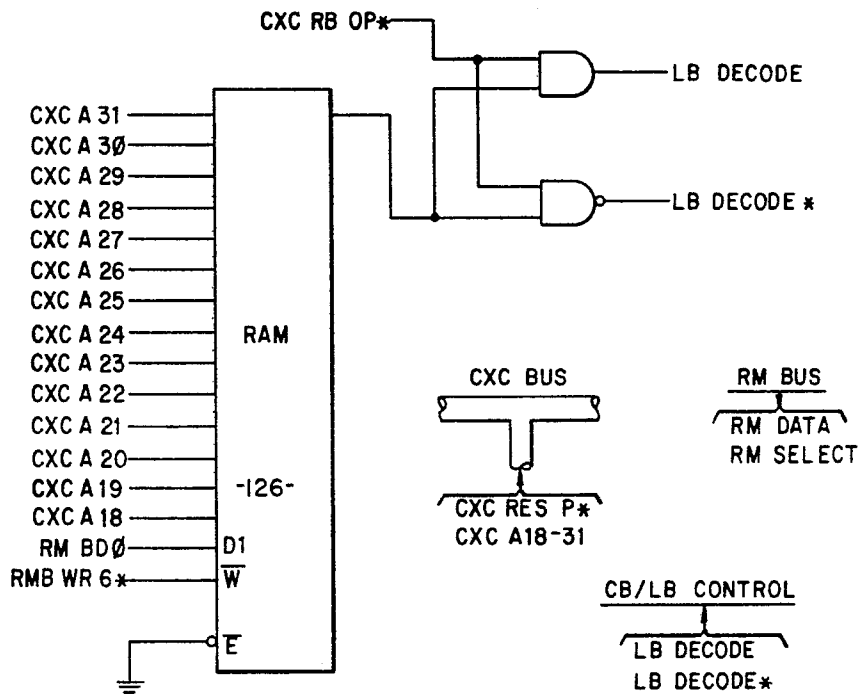 CXC RB OP*
LB DECODE
LB DECODE *
CXC A 31
CXC A 3Ø
CXC A 29
CXC A 28
CXC A 27
CXC A 26
CXC A 25
CXC A 24
CXC A 23
CXC A 22
CXC A 21
CXC A 20
CXC A 19
CXC A 18
RM BDØ
RMB WR 6*
RAM
-126-
D1
W
E
CXC BUS
CXC RES P*
CXC A18-31
RM BUS
RM DATA
RM SELECT
CB/LB CONTROL
LB DECODE
LB DECODE*